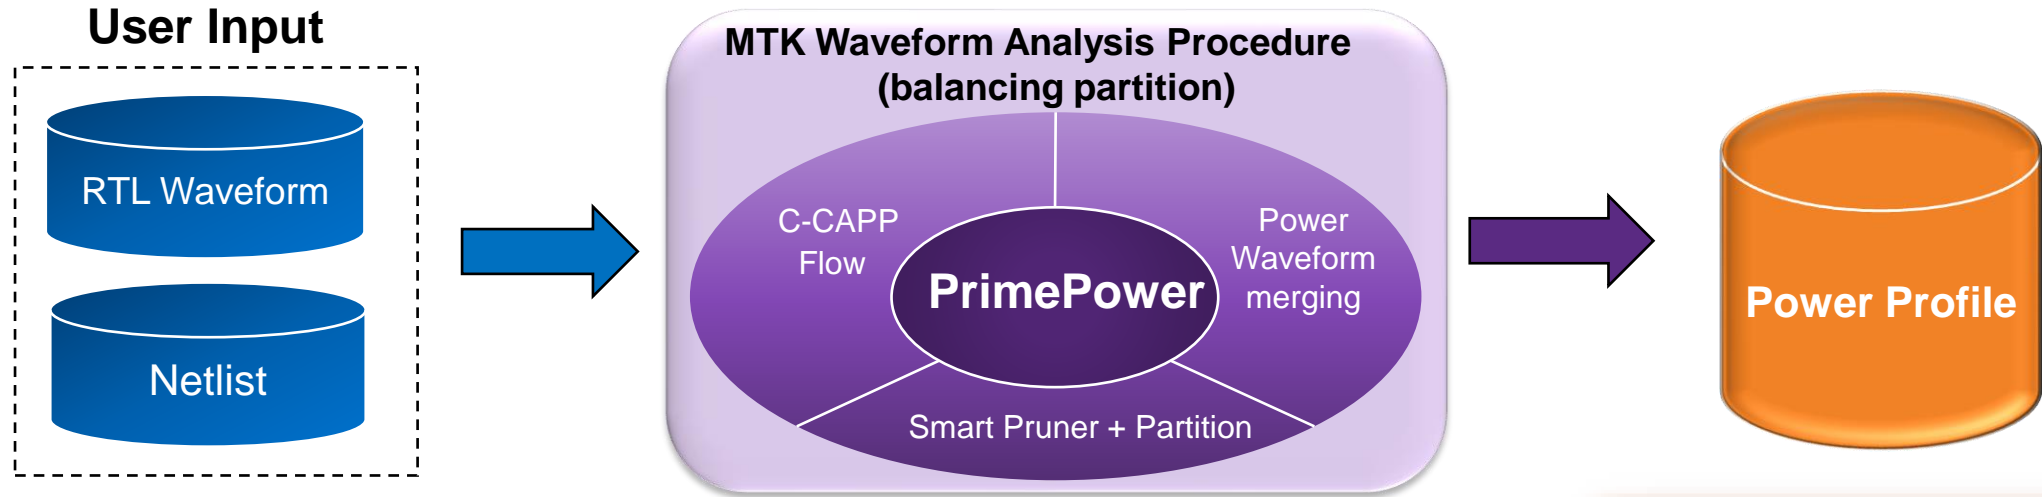 User Input
RTL Waveform
Netlist
MTK Waveform Analysis Procedure
(balancing partition)
C-CAPP
Flow
PrimePower
Power
Waveform
merging
Smart Pruner + Partition
Power Profile